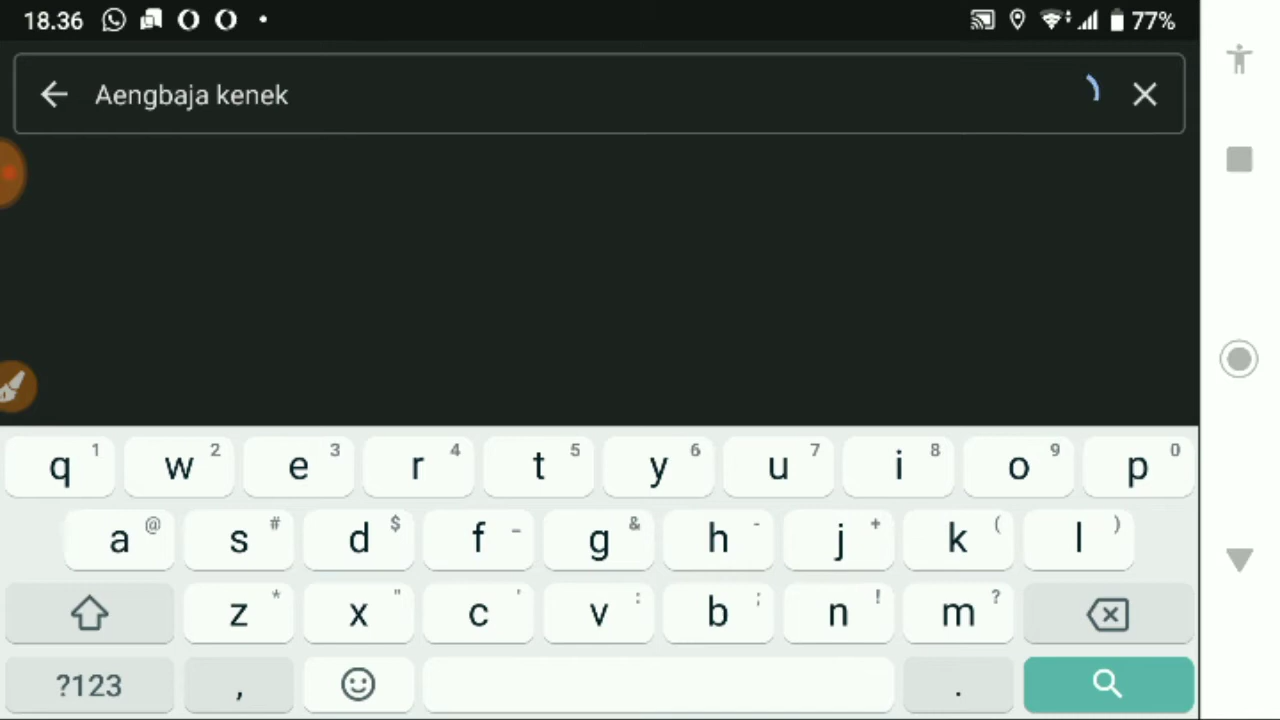 18.36 77%
Aengbaja kenek
q 1 w 2 e 3 r 4 t 5 y 6 u 7 i 8 o 9 p 0
a @ s # d $ f _ g & h - j + k ( l )
z * x " c ' v : b ; n ! m ?
?123 , .